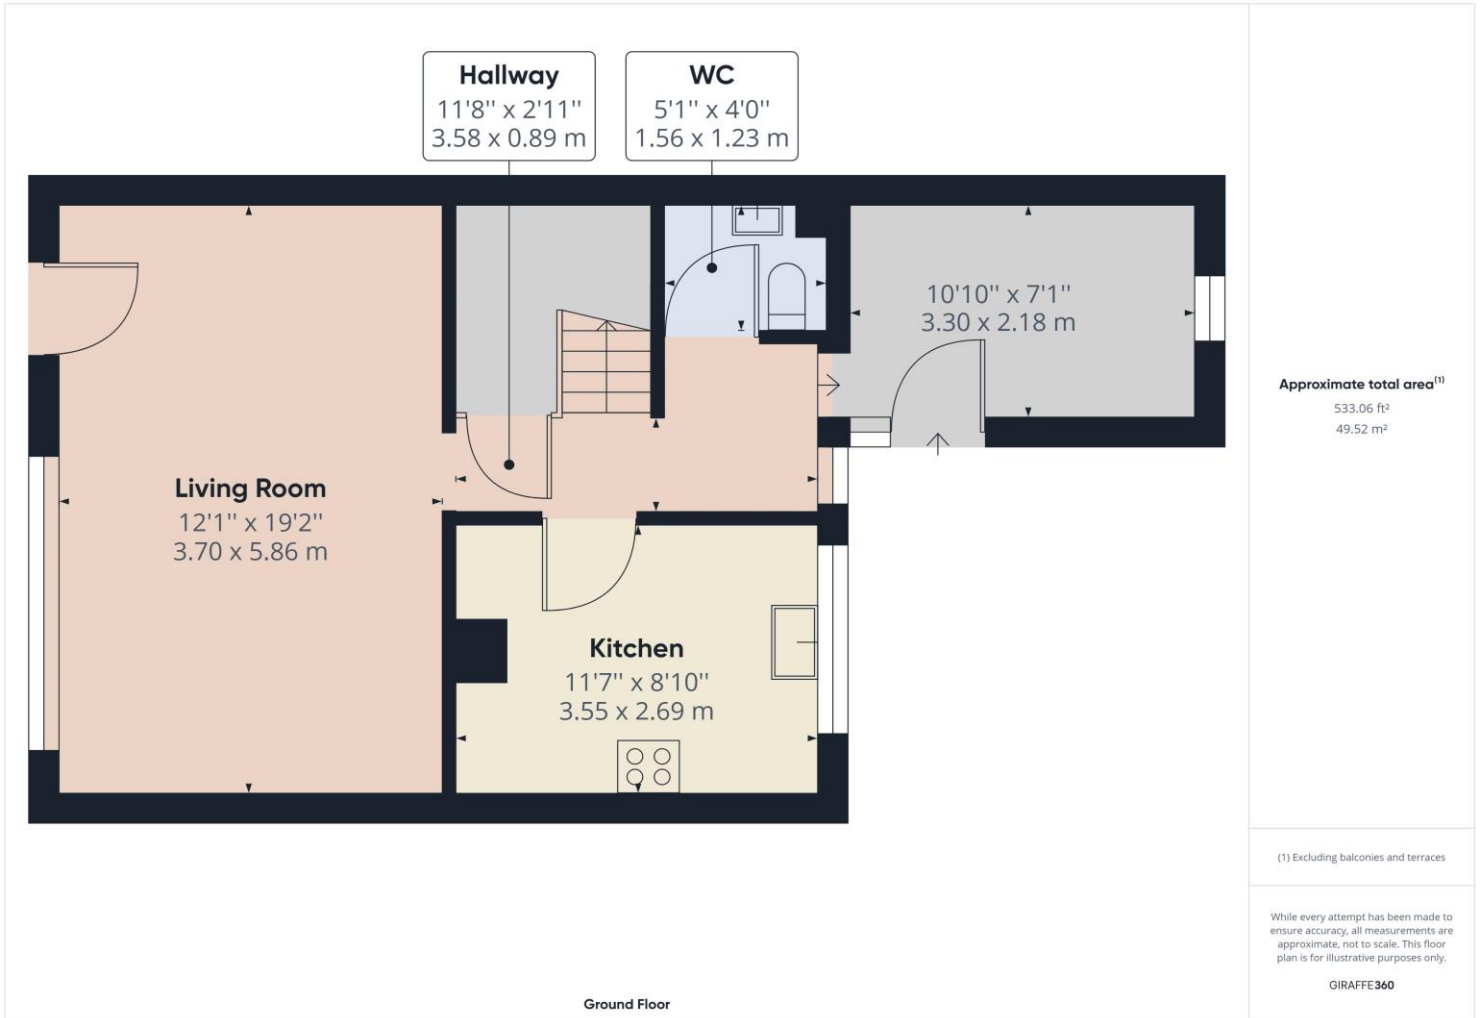 Hallway
11'8'' x 2'11''
3.58 x 0.89 m
WC
5'1'' x 4'0''
1.56 x 1.23 m
10'10'' x 7'1''
3.30 x 2.18 m
Living Room
12'1'' x 19'2''
3.70 x 5.86 m
Kitchen
11'7'' x 8'10''
3.55 x 2.69 m
Ground Floor
Approximate total area(1)
533.06 ft²
49.52 m²
(1) Excluding balconies and terraces
While every attempt has been made to
ensure accuracy, all measurements are
approximate, not to scale. This floor
plan is for illustrative purposes only.
GIRAFFE360